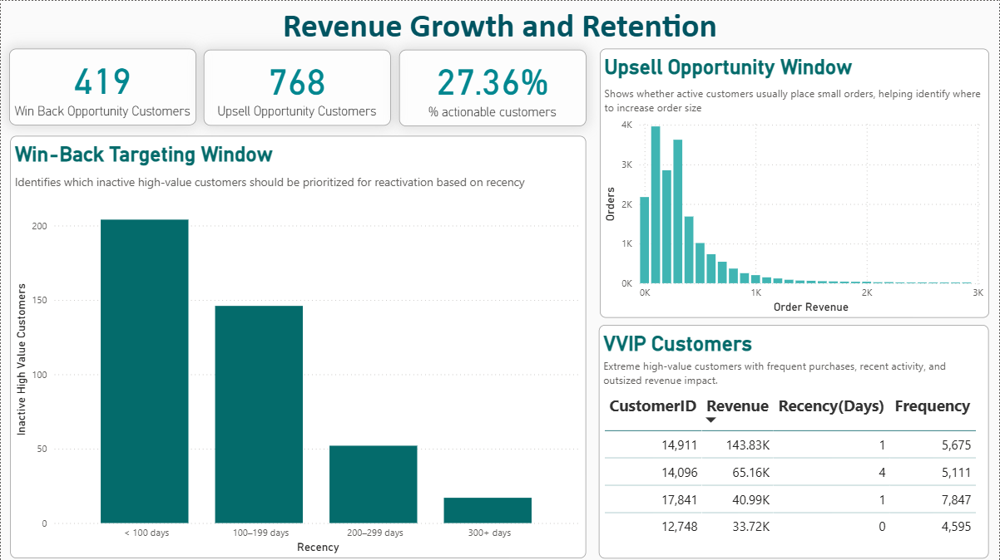 Revenue Growth and Retention
419
Win Back Opportunity Customers
768
Upsell Opportunity Customers
27.36%
% actionable customers
Win-Back Targeting Window
Identifies which inactive high-value customers should be prioritized for reactivation based on recency
Inactive High Value Customers
200
150
100
50
0
< 100 days
100–199 days
200–299 days
300+ days
Recency
Upsell Opportunity Window
Shows whether active customers usually place small orders, helping identify where
to increase order size
Orders
4K
3K
2K
1K
0K
0K
1K
2K
3K
Order Revenue
VVIP Customers
Extreme high-value customers with frequent purchases, recent activity, and
outsized revenue impact.
CustomerID Revenue Recency(Days) Frequency
14,911 143.83K 1 5,675
14,096 65.16K 4 5,111
17,841 40.99K 1 7,847
12,748 33.72K 0 4,595